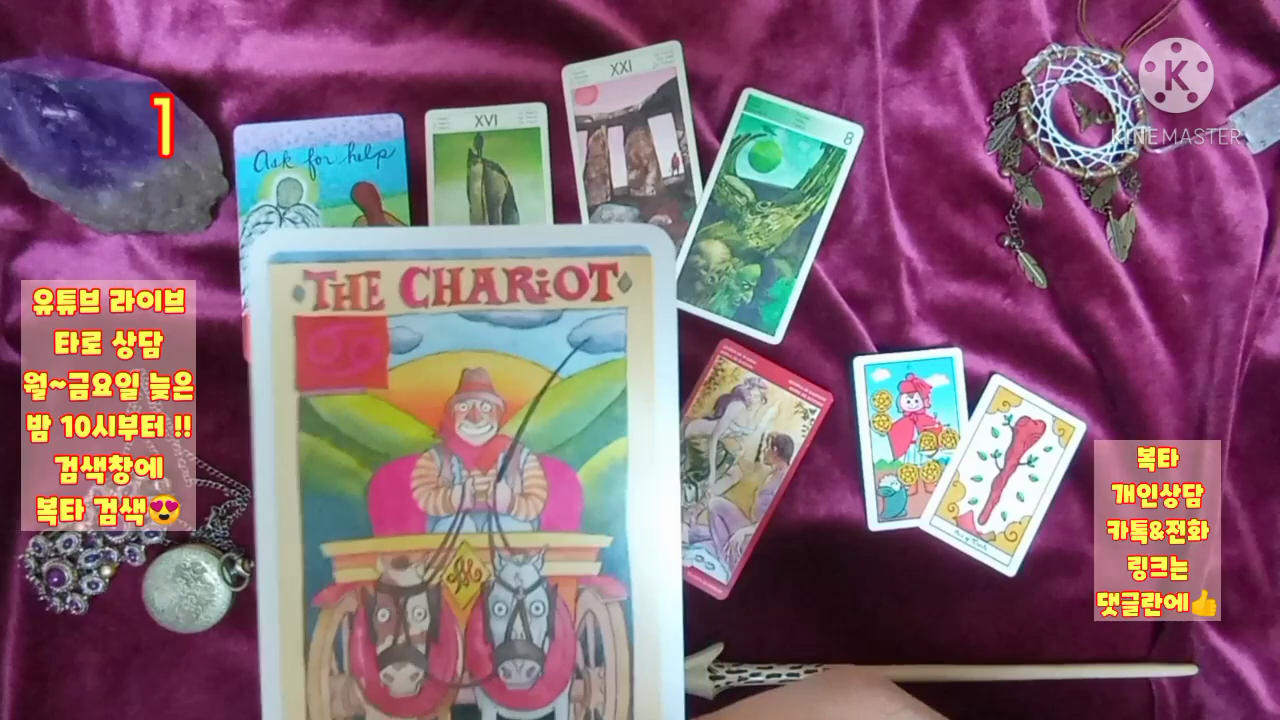 1
Ask for help
XVI
XXI
8
THE CHARiOT
K
KINEMASTER
유튜브 라이브
타로 상담
월~금요일 늦은
밤 10시부터 !!
검색창에
복타 검색😍
복타
개인상담
카톡&전화
링크는
댓글란에👍